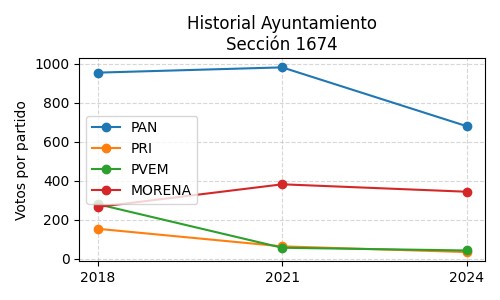 Historial Ayuntamiento
Sección 1674
Votos por partido
1000
800
600
400
200
0
PAN
PRI
PVEM
MORENA
2018 2021 2024